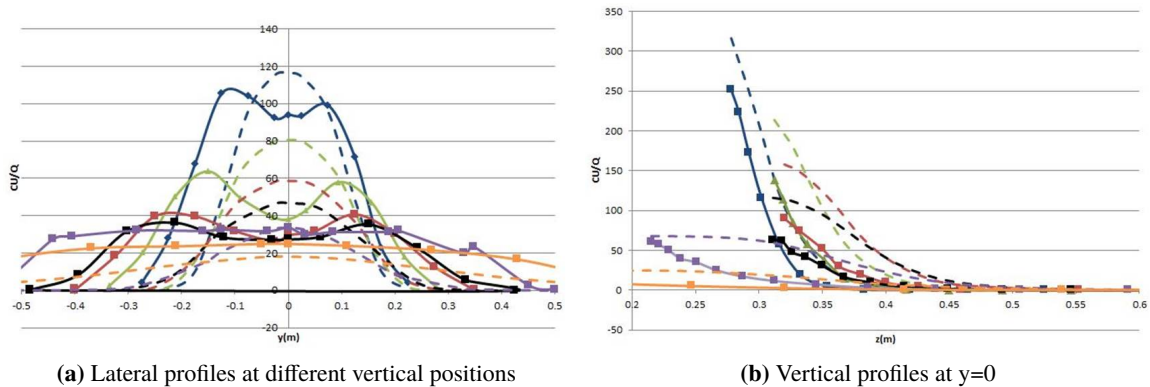 140
120
100
80
60
40
20
0
-20
-0.5 -0.4 -0.3 -0.2 -0.1 0 0.1 0.2 0.3 0.4 0.5
cu/Q
y(m)
350
300
250
200
150
100
50
0
-50
0.2 0.25 0.3 0.35 0.4 0.45 0.5 0.55 0.6
cu/Q
z(m)
(a) Lateral profiles at different vertical positions
(b) Vertical profiles at y=0